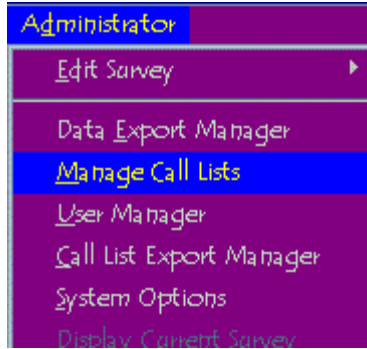 Administrator
Edit Survey
Data Export Manager
Manage Call Lists
User Manager
Call List Export Manager
System Options
Display Current Survey